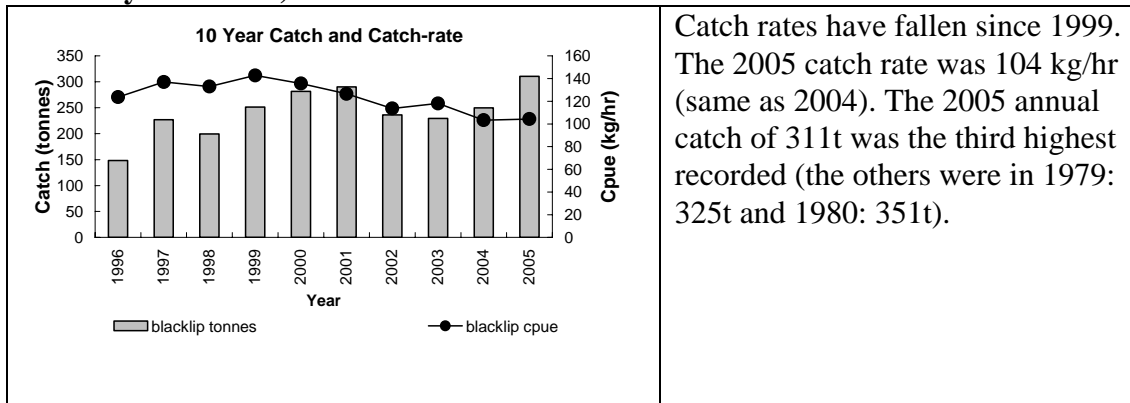 10 Year Catch and Catch-rate
350
300
250
200
150
100
50
0
Catch (tonnes)
160
140
120
100
80
60
40
20
0
Cpue (kg/hr)
1996
1997
1998
1999
2000
2001
2002
2003
2004
2005
Year
blacklip tonnes
blacklip cpue
Catch rates have fallen since 1999.
The 2005 catch rate was 104 kg/hr
(same as 2004). The 2005 annual
catch of 311t was the third highest
recorded (the others were in 1979:
325t and 1980: 351t).